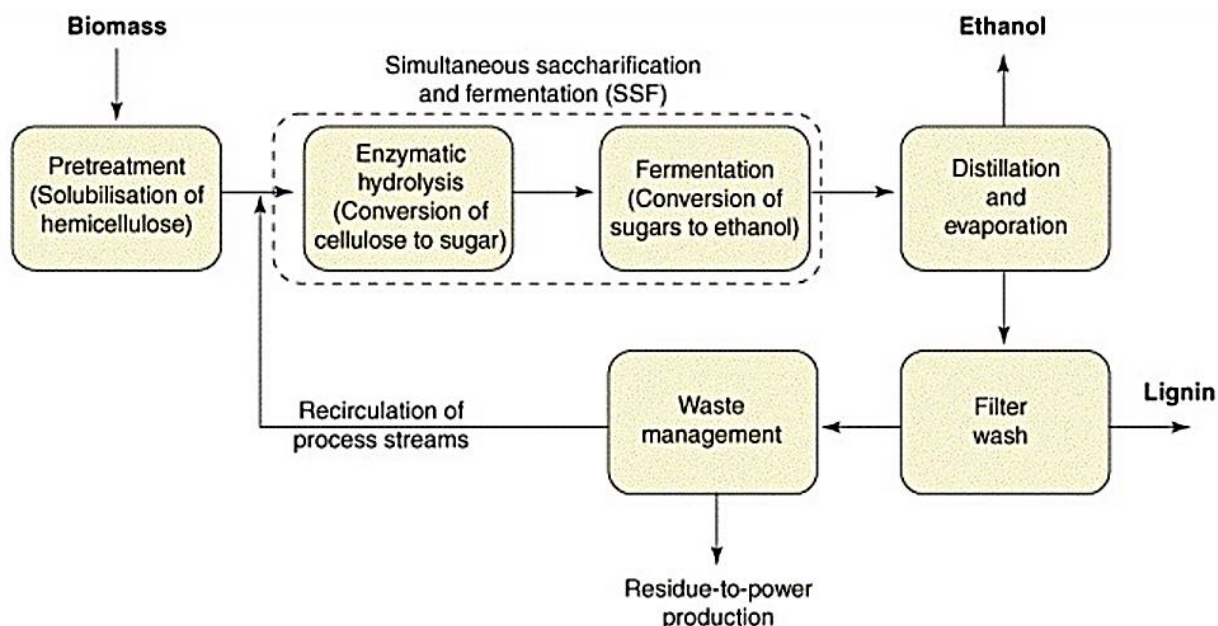 Biomass
Ethanol
Simultaneous saccharification
and fermentation (SSF)
Pretreatment
(Solubilisation of
hemicellulose)
Enzymatic
hydrolysis
(Conversion of
cellulose to sugar)
Fermentation
(Conversion of
sugars to ethanol)
Distillation
and
evaporation
Recirculation of
process streams
Waste
management
Filter
wash
Lignin
Residue-to-power
production